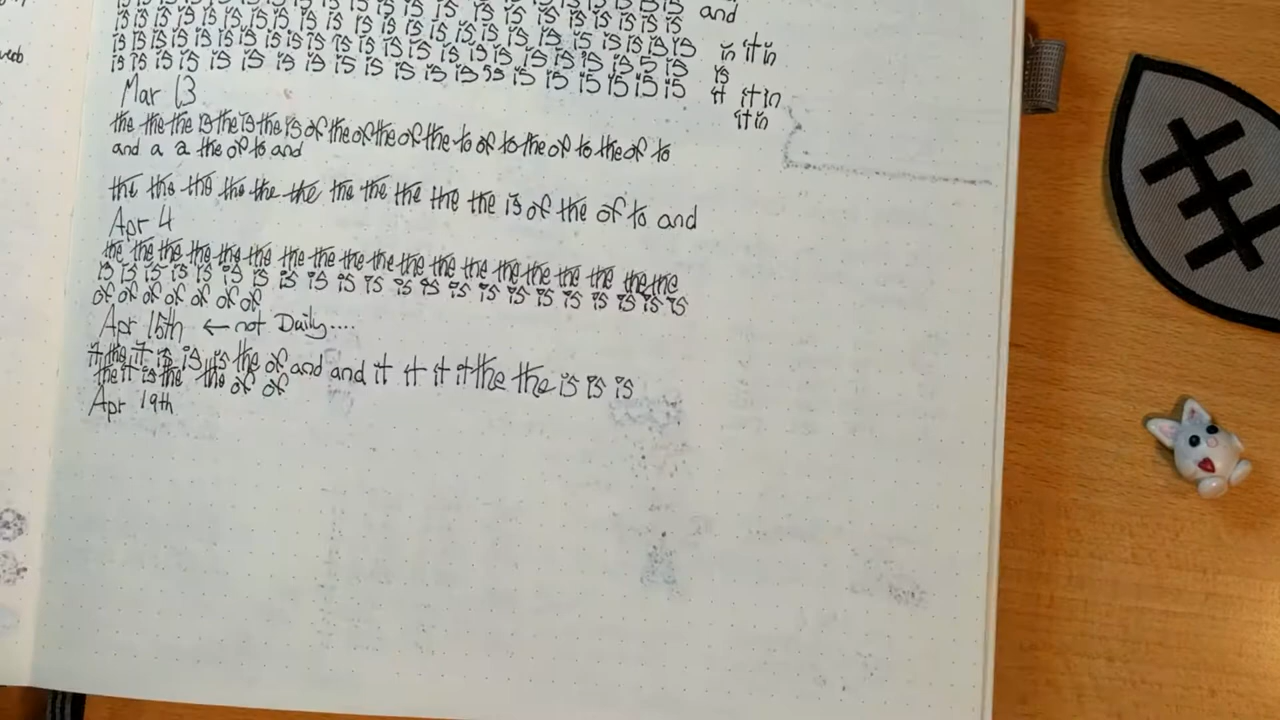 is is is is is is is is is is is is is is is is is is is is and
is is is is is is is is is is is is is is is is is is is is is is in it in
is is is is is is is is is is is is is is is is is is is is is
is is is is is is is is is is is is is is is is is is is it it in
Mar 13 it in
the the the is the is the is of the of the of the to of to the of to the of to
and a a the of to and
the the the the the the the the the the the the is of the of to and
Apr 4
the the the the the the the the the the the the the the the the the the the the
is is is is is is is is is is is is is is is is is is is is is
of of of of of of of
Apr 15th ← not Daily....
it the it is is is the of and and it it it it the the is is is
the it is the the of of
Apr 19th